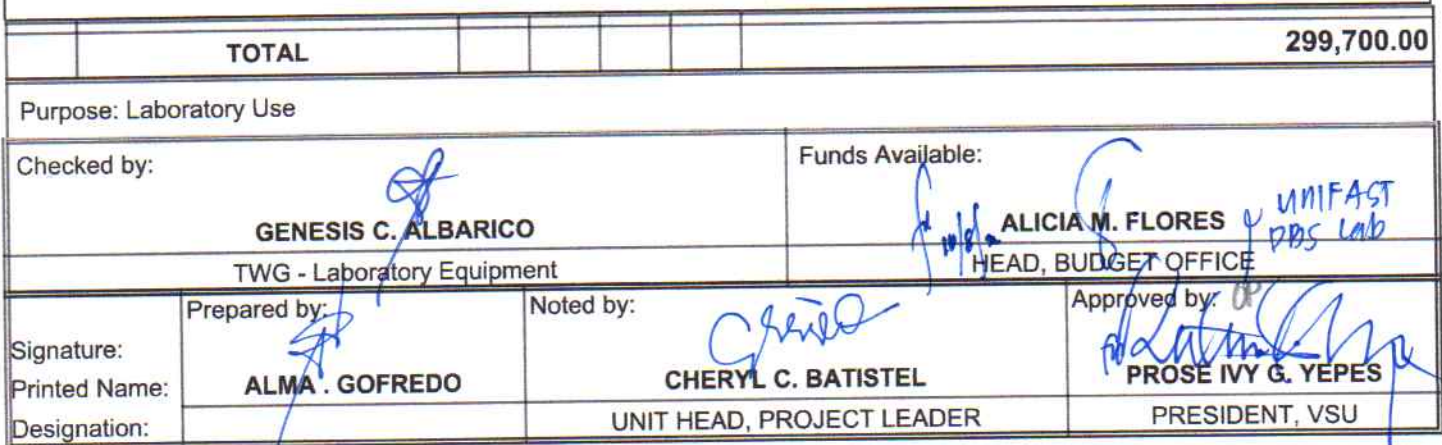 TOTAL 299,700.00
Purpose: Laboratory Use
Checked by: Funds Available:
GENESIS C. ALBARICO ALICIA M. FLORES UNIFAST
DBS Lab
TWG - Laboratory Equipment HEAD, BUDGET OFFICE
Prepared by: Noted by: Approved by:
Signature:
Printed Name: ALMA . GOFREDO CHERYL C. BATISTEL PROSE IVY G. YEPES
Designation: UNIT HEAD, PROJECT LEADER PRESIDENT, VSU